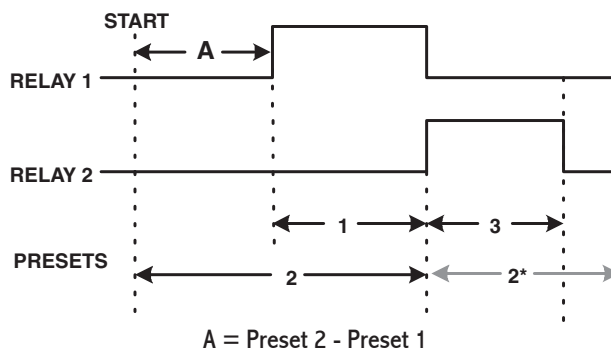 START
A
RELAY 1
RELAY 2
1
3
PRESETS
2
2*
A = Preset 2 - Preset 1